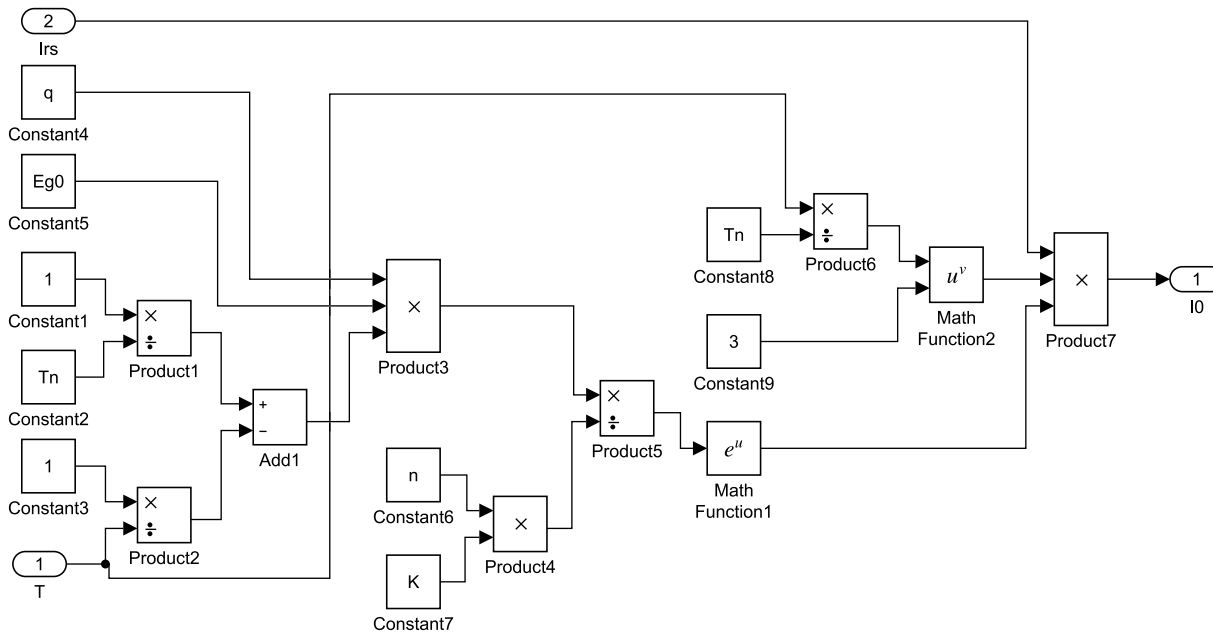 2
Irs
q
Constant4
Eg0
Constant5
1
Constant1
Tn
Constant2
×
÷
Product1
1
Constant3
×
÷
Product2
1
T
+
−
Add1
×
Product3
n
Constant6
K
Constant7
×
Product4
×
÷
Product5
e^u
Math
Function1
Tn
Constant8
×
÷
Product6
3
Constant9
u^v
Math
Function2
×
Product7
1
I0